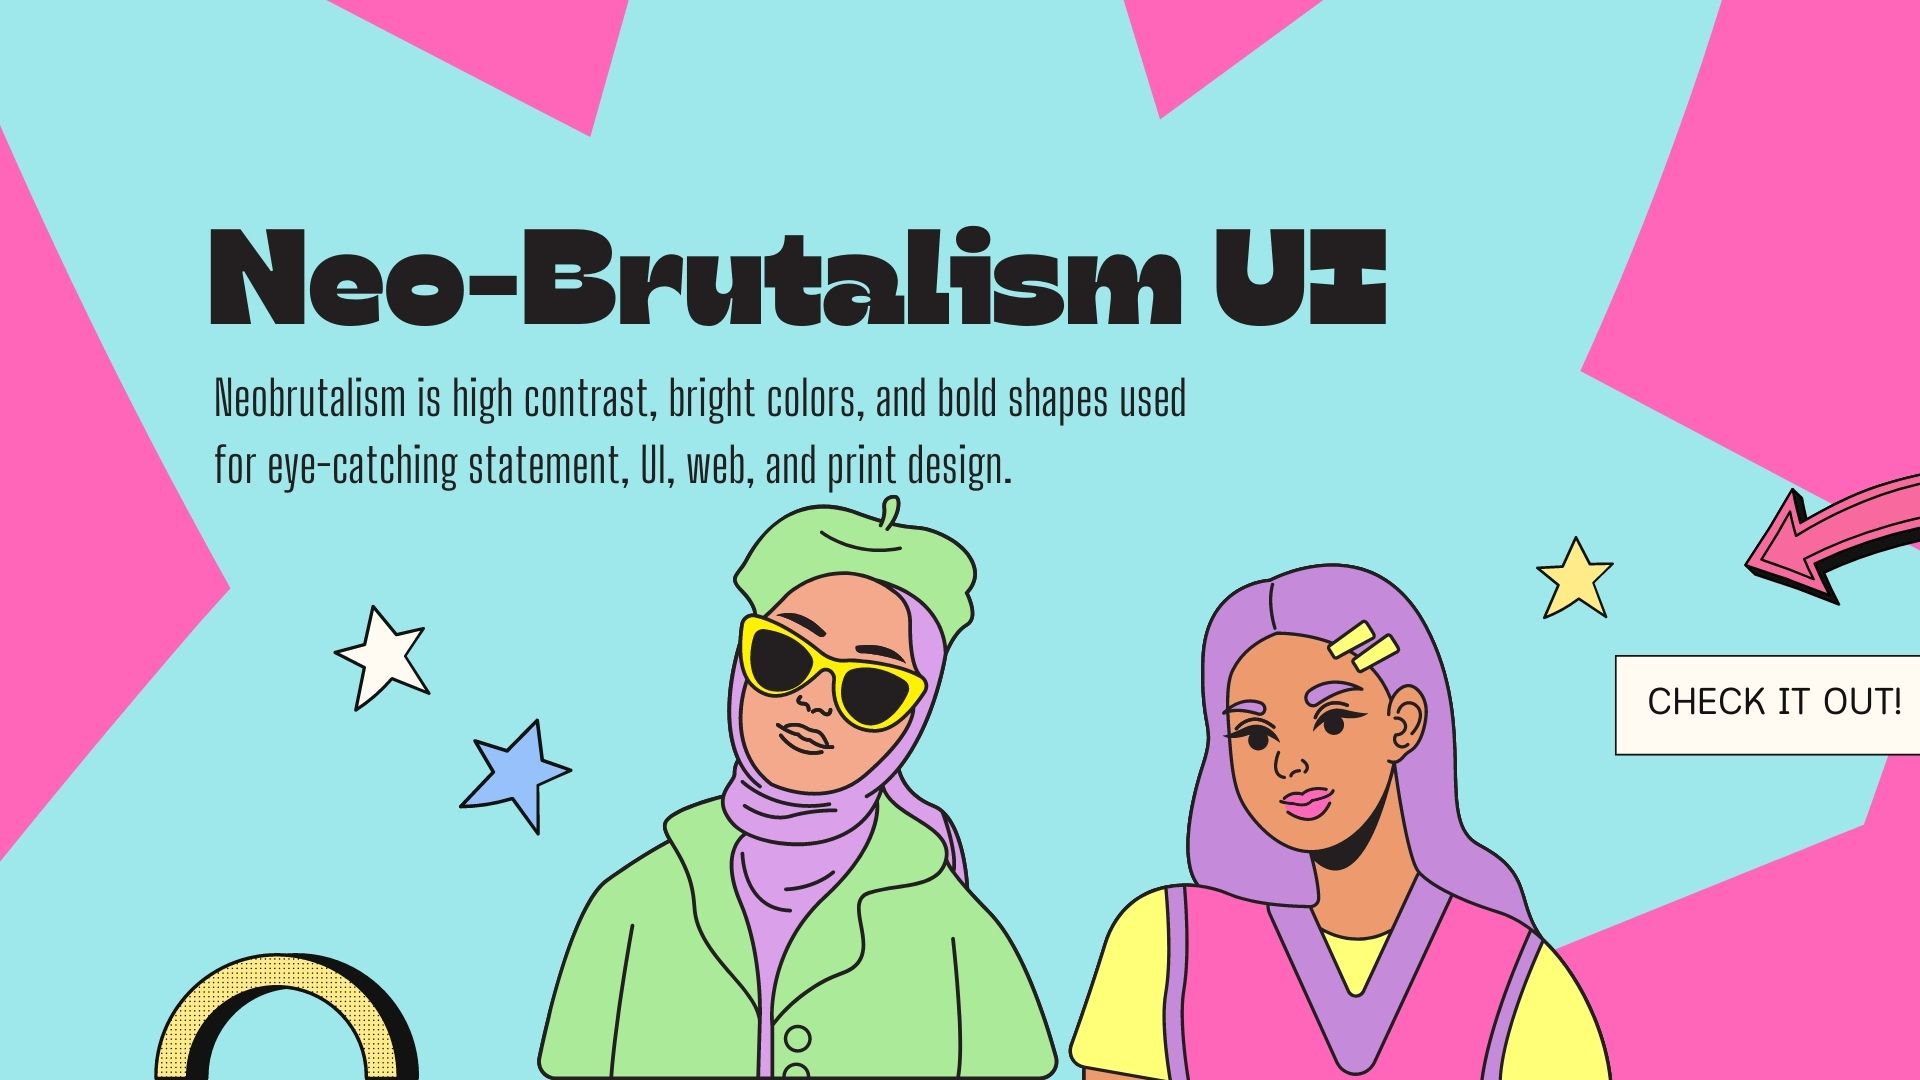 Neo-Brutalism UI
Neobrutalism is high contrast, bright colors, and bold shapes used
for eye-catching statement, UI, web, and print design.
CHECK IT OUT!